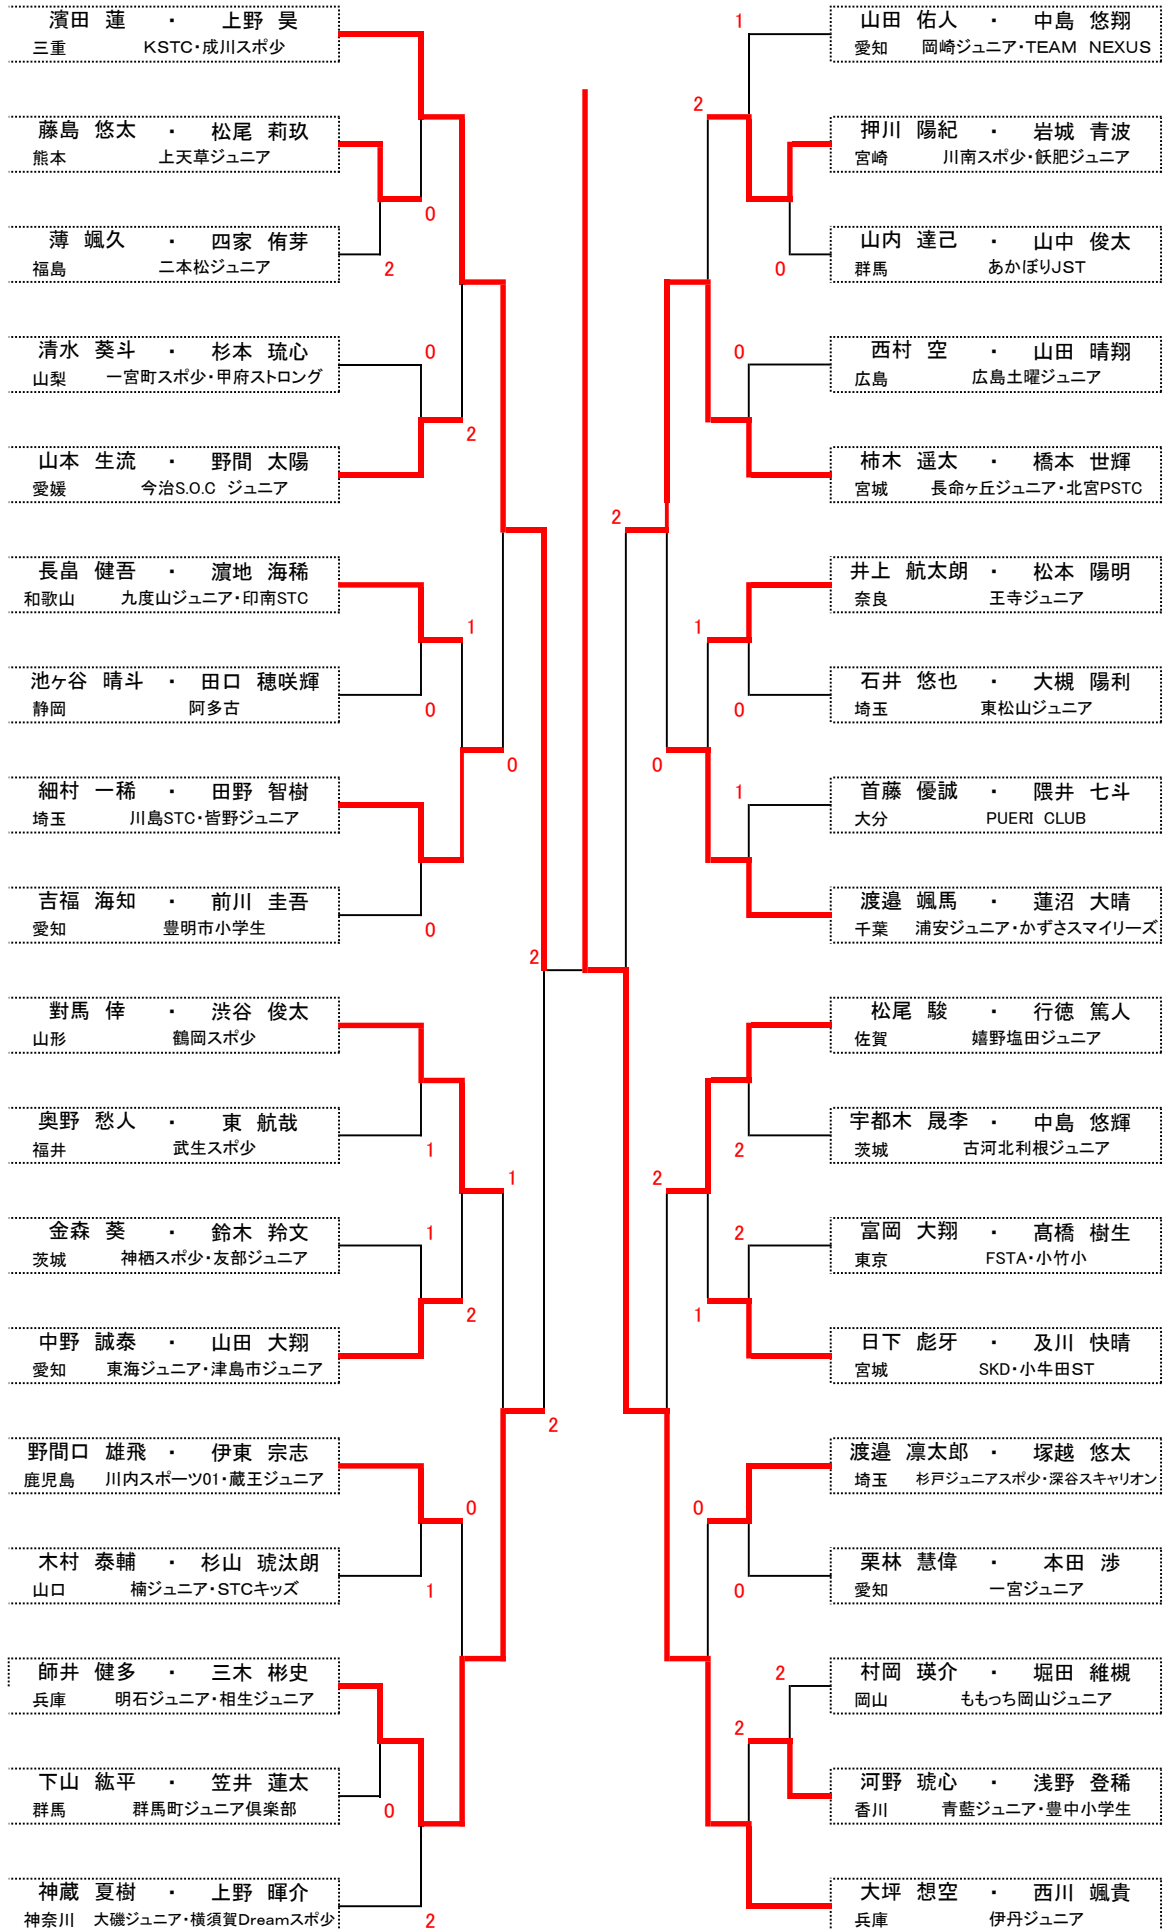 濱田 蓮 ・ 上野 昊
三重 KSTC・成川スポ少
藤島 悠太 ・ 松尾 莉玖
熊本 上天草ジュニア
0
薄 颯久 ・ 四家 侑芽
福島 二本松ジュニア
2
清水 葵斗 ・ 杉本 琉心
山梨 一宮町スポ少・甲府ストロング
0
2
山本 生流 ・ 野間 太陽
愛媛 今治S.O.C ジュニア
長畠 健吾 ・ 濵地 海稀
和歌山 九度山ジュニア・印南STC
1
池ヶ谷 晴斗 ・ 田口 穂咲輝
静岡 阿多古
0
0
細村 一稀 ・ 田野 智樹
埼玉 川島STC・皆野ジュニア
吉福 海知 ・ 前川 圭吾
愛知 豊明市小学生
0
2
對馬 倖 ・ 渋谷 俊太
山形 鶴岡スポ少
奥野 愁人 ・ 東 航哉
福井 武生スポ少
1
1
金森 葵 ・ 鈴木 羚文
茨城 神栖スポ少・友部ジュニア
1
2
中野 誠泰 ・ 山田 大翔
愛知 東海ジュニア・津島市ジュニア
2
野間口 雄飛 ・ 伊東 宗志
鹿児島 川内スポーツ01・蔵王ジュニア
0
木村 泰輔 ・ 杉山 琥汰朗
山口 楠ジュニア・STCキッズ
1
師井 健多 ・ 三木 彬史
兵庫 明石ジュニア・相生ジュニア
下山 紘平 ・ 笠井 蓮太
群馬 群馬町ジュニア倶楽部
0
神蔵 夏樹 ・ 上野 暉介
神奈川 大磯ジュニア・横須賀Dreamスポ少
2
1
山田 佑人 ・ 中島 悠翔
愛知 岡崎ジュニア・TEAM NEXUS
2
押川 陽紀 ・ 岩城 青波
宮崎 川南スポ少・飫肥ジュニア
山内 達己 ・ 山中 俊太
群馬 あかぼりJST
0
0
西村 空 ・ 山田 晴翔
広島 広島土曜ジュニア
柿木 遥太 ・ 橋本 世輝
宮城 長命ヶ丘ジュニア・北宮PSTC
2
井上 航太朗 ・ 松本 陽明
奈良 王寺ジュニア
1
石井 悠也 ・ 大槻 陽利
埼玉 東松山ジュニア
0
0
1
首藤 優誠 ・ 隈井 七斗
大分 PUERI CLUB
渡邉 颯馬 ・ 蓮沼 大晴
千葉 浦安ジュニア・かずさスマイリーズ
松尾 駿 ・ 行徳 篤人
佐賀 嬉野塩田ジュニア
宇都木 晟李 ・ 中島 悠輝
茨城 古河北利根ジュニア
2
2
2
富岡 大翔 ・ 髙橋 樹生
東京 FSTA・小竹小
1
日下 彪牙 ・ 及川 快晴
宮城 SKD・小牛田ST
渡邉 凛太郎 ・ 塚越 悠太
埼玉 杉戸ジュニアスポ少・深谷スキャリオン
0
栗林 慧偉 ・ 本田 渉
愛知 一宮ジュニア
0
2
村岡 瑛介 ・ 堀田 維槻
岡山 ももっち岡山ジュニア
2
河野 琥心 ・ 浅野 登稀
香川 青藍ジュニア・豊中小学生
大坪 想空 ・ 西川 颯貴
兵庫 伊丹ジュニア